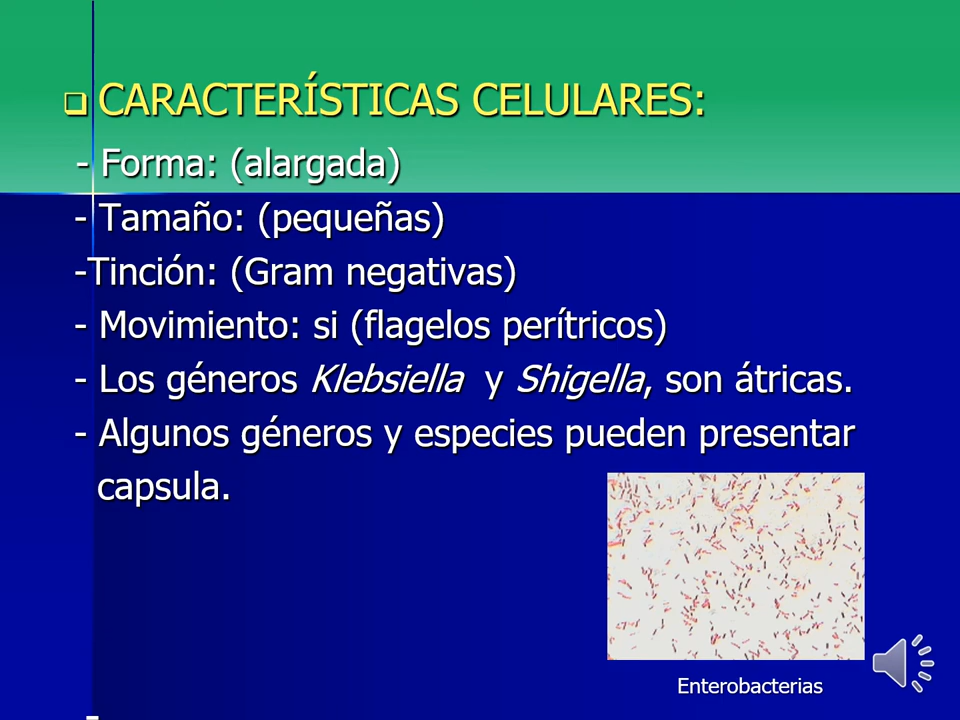 CARACTERÍSTICAS CELULARES:
- Forma: (alargada)
- Tamaño: (pequeñas)
-Tinción: (Gram negativas)
- Movimiento: si (flagelos perítricos)
- Los géneros Klebsiella y Shigella, son átricas.
- Algunos géneros y especies pueden presentar
capsula.
Enterobacterias
-